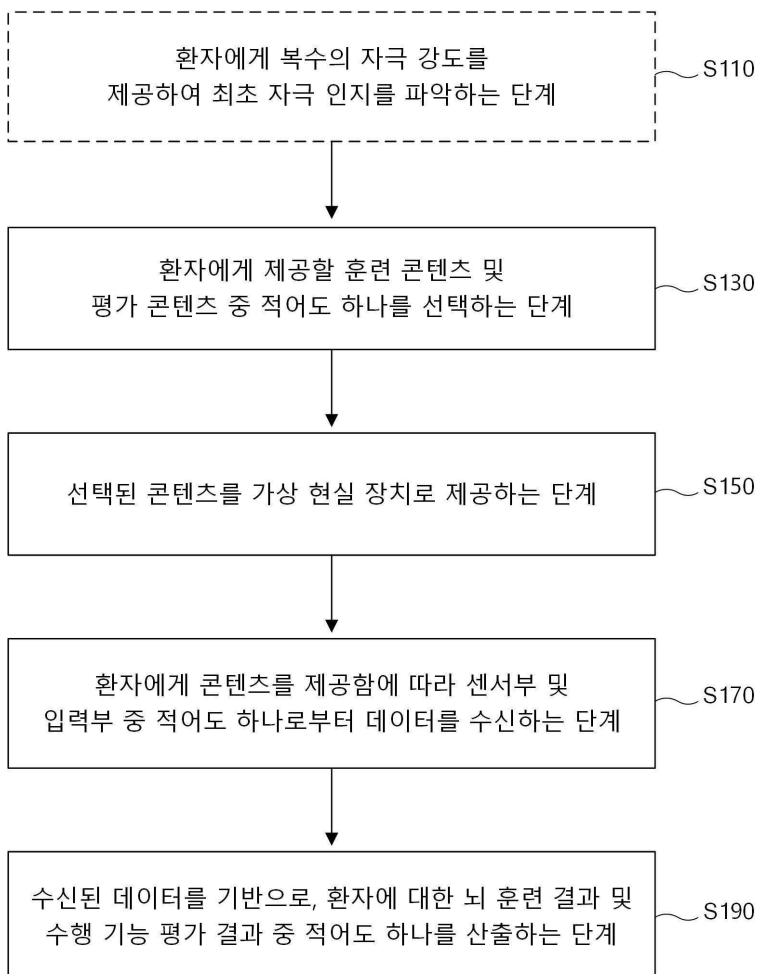 환자에게 복수의 자극 강도를
제공하여 최초 자극 인지를 파악하는 단계
S110
환자에게 제공할 훈련 콘텐츠 및
평가 콘텐츠 중 적어도 하나를 선택하는 단계
S130
선택된 콘텐츠를 가상 현실 장치로 제공하는 단계
S150
환자에게 콘텐츠를 제공함에 따라 센서부 및
입력부 중 적어도 하나로부터 데이터를 수신하는 단계
S170
수신된 데이터를 기반으로, 환자에 대한 뇌 훈련 결과 및
수행 기능 평가 결과 중 적어도 하나를 산출하는 단계
S190